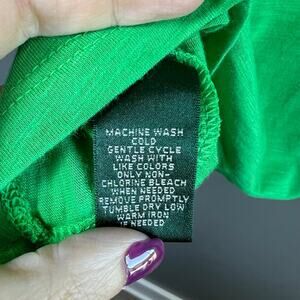 MACHINE WASH
COLD
GENTLE CYCLE
WASH WITH
LIKE COLORS
ONLY NON-
CHLORINE BLEACH
WHEN NEEDED
REMOVE PROMPTLY
TUMBLE DRY LOW
WARM IRON
IF NEEDED